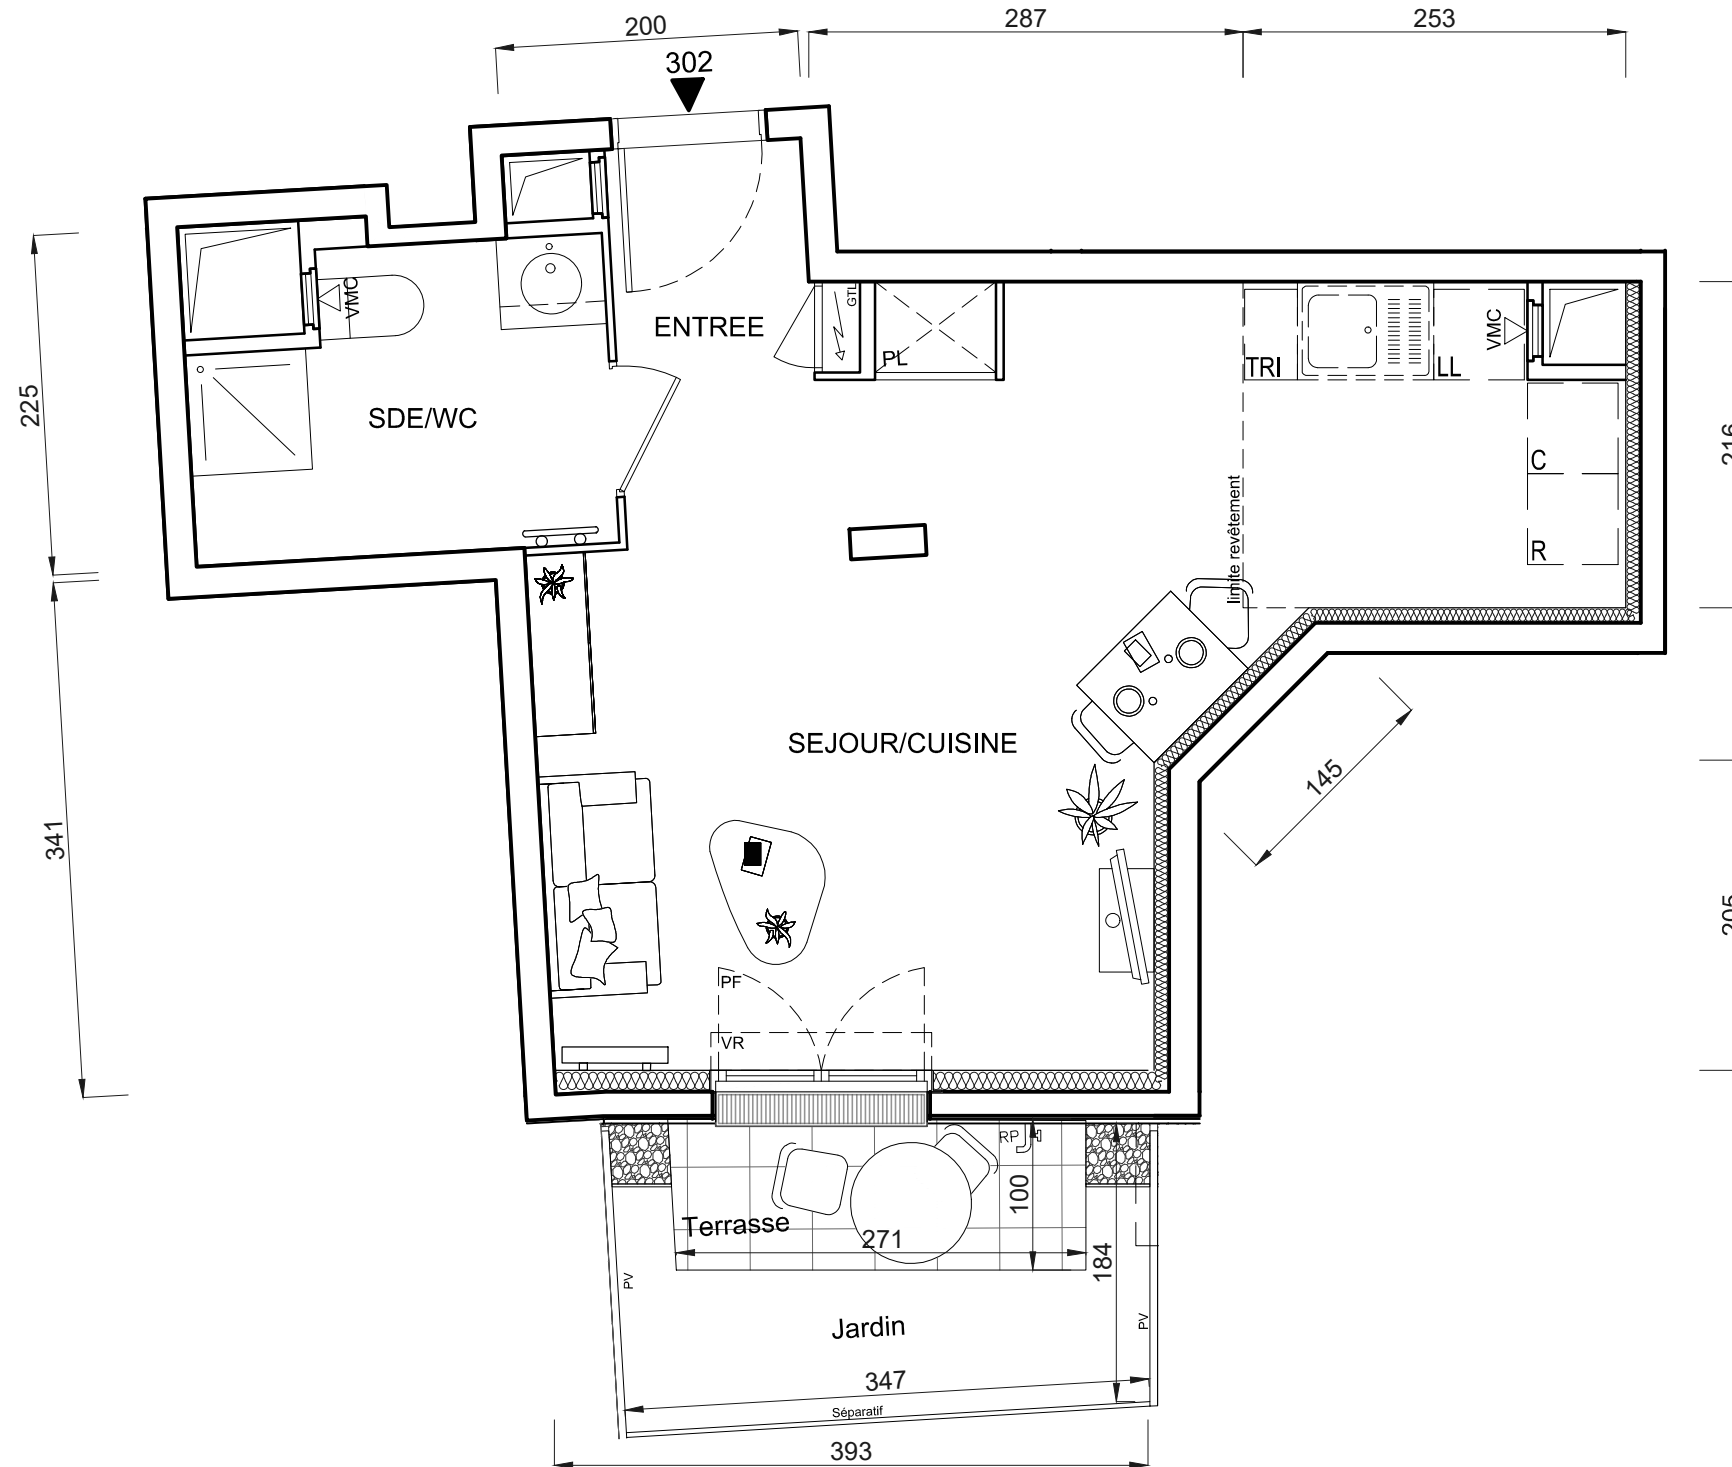 200
287
253
302
GTL
VMC
ENTREE
PL
TRI
LL
VMC
225
SDE/WC
216
C
limite revêtement
R
SEJOUR/CUISINE
145
341
205
PF
VR
RP
100
Terrasse
271
184
PV
Jardin
PV
347
Séparatif
393